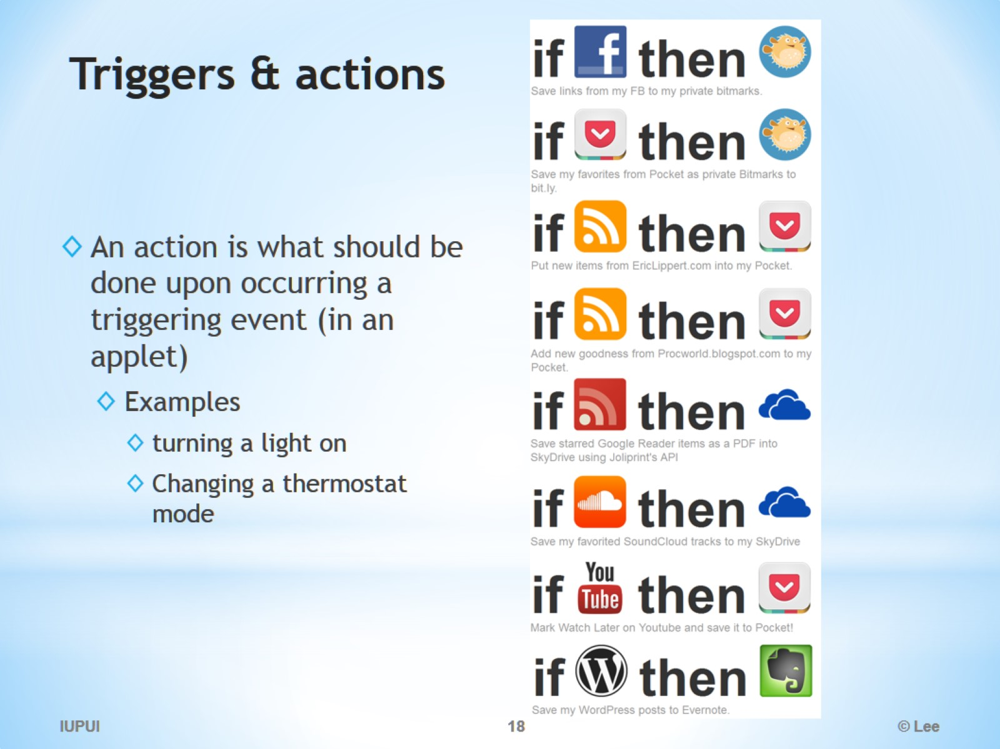 Triggers & actions
An action is what should be
done upon occurring a
triggering event (in an
applet)
Examples
turning a light on
Changing a thermostat
mode
if f then
Save links from my FB to my private bitmarks.
if then
Save my favorites from Pocket as private Bitmarks to
bit.ly.
if then
Put new items from EricLippert.com into my Pocket.
if then
Add new goodness from Procworld.blogspot.com to my
Pocket.
if then
Save starred Google Reader items as a PDF into
SkyDrive using Joliprint's API
if then
Save my favorited SoundCloud tracks to my SkyDrive
if You Tube then
Mark Watch Later on Youtube and save it to Pocket!
if W then
Save my WordPress posts to Evernote.
IUPUI 18 © Lee